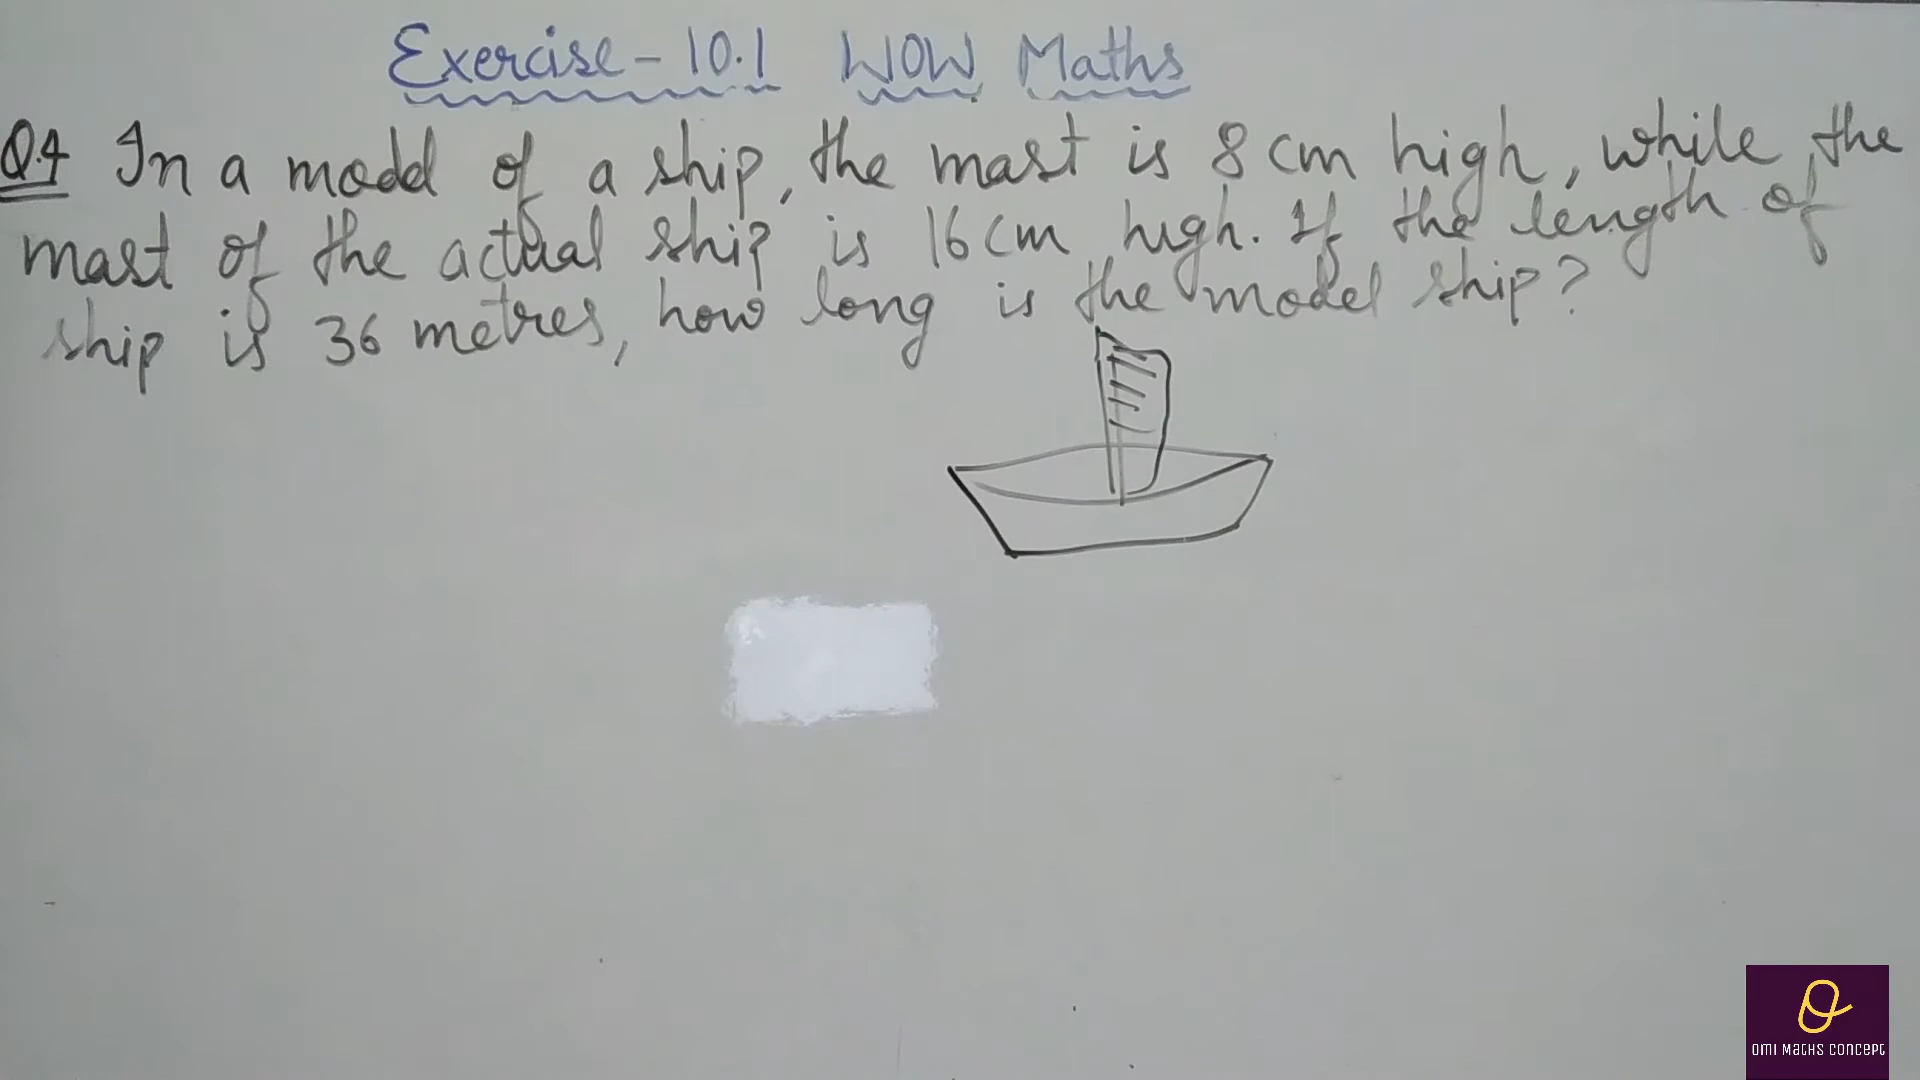 Exercise-10.1 WOW Maths
Q.4 In a model of a ship, the mast is 8 cm high, while the
mast of the actual ship is 16 cm high. If the length of
ship is 36 metres, how long is the model ship?
OMI MATHS CONCEPT